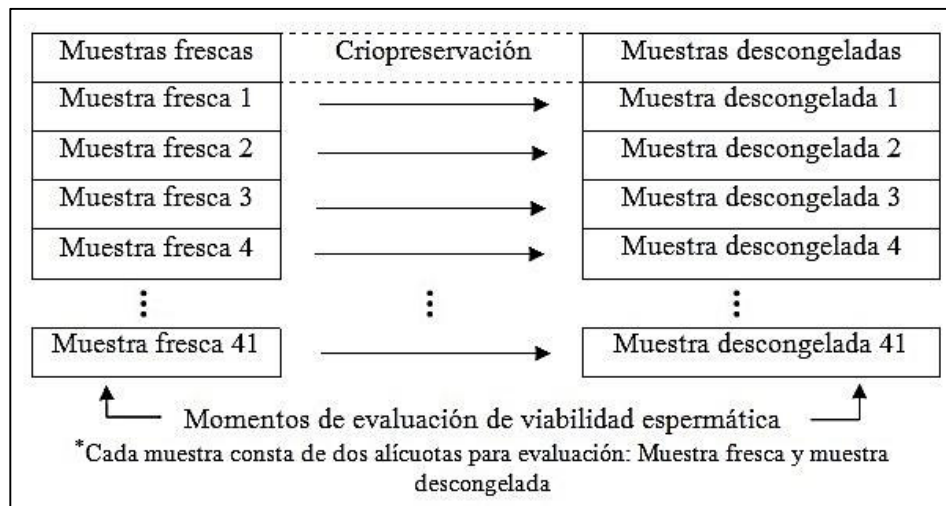 Muestras frescas Criopreservación Muestras descongeladas
Muestra fresca 1 Muestra descongelada 1
Muestra fresca 2 Muestra descongelada 2
Muestra fresca 3 Muestra descongelada 3
Muestra fresca 4 Muestra descongelada 4
Muestra fresca 41 Muestra descongelada 41
Momentos de evaluación de viabilidad espermática
*Cada muestra consta de dos alícuotas para evaluación: Muestra fresca y muestra
descongelada